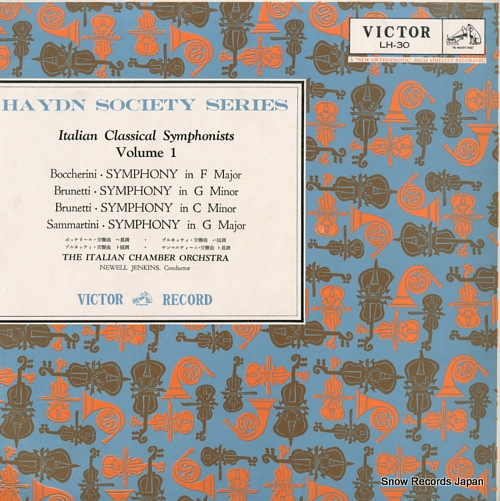 VICTOR
LH-30
"HIS MASTER'S VOICE"
A "NEW ORTHOPHONIC" HIGH FIDELITY RECORDING
HAYDN SOCIETY SERIES
Italian Classical Symphonists
Volume 1
Boccherini · SYMPHONY in F Major
Brunetti · SYMPHONY in G Minor
Brunetti · SYMPHONY in C Minor
Sammartini · SYMPHONY in G Major
THE ITALIAN CHAMBER ORCHSTRA
NEWELL JENKINS, Conductor
VICTOR RECORD
Snow Records Japan